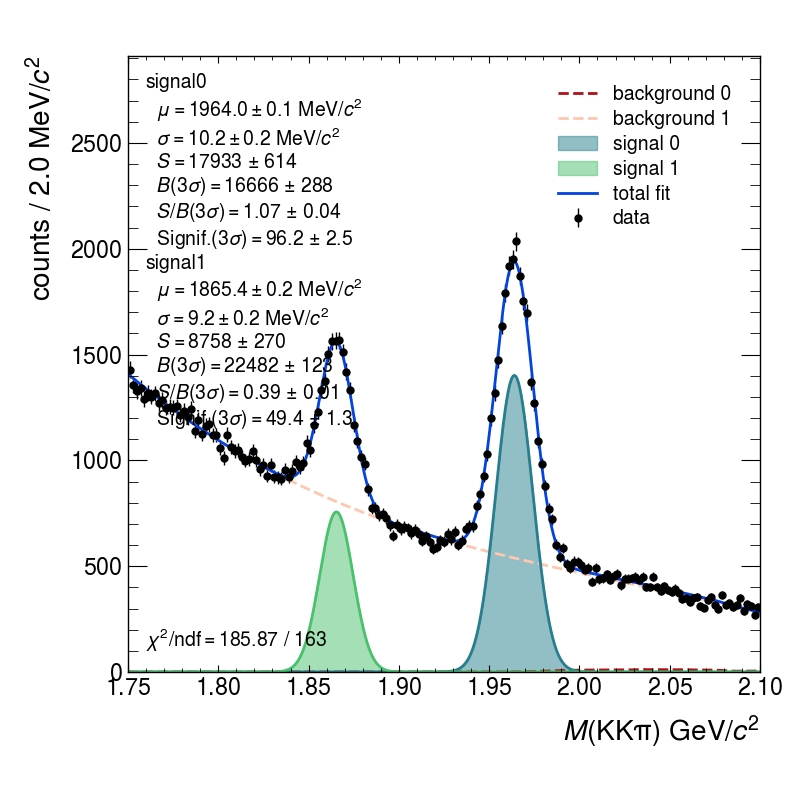 counts / 2.0 MeV/c²
signal0
μ = 1964.0 ± 0.1 MeV/c²
σ = 10.2 ± 0.2 MeV/c²
S = 17933 ± 614
B(3σ) = 16666 ± 288
S/B(3σ) = 1.07 ± 0.04
Signif.(3σ) = 96.2 ± 2.5
signal1
μ = 1865.4 ± 0.2 MeV/c²
σ = 9.2 ± 0.2 MeV/c²
S = 8758 ± 270
B(3σ) = 22482 ± 123
S/B(3σ) = 0.39 ± 0.01
Signif.(3σ) = 49.4 ± 1.3
background 0
background 1
signal 0
signal 1
total fit
data
2500
2000
1500
1000
500
0
χ²/ndf = 185.87 / 163
1.75 1.80 1.85 1.90 1.95 2.00 2.05 2.10
M(KKπ) GeV/c²